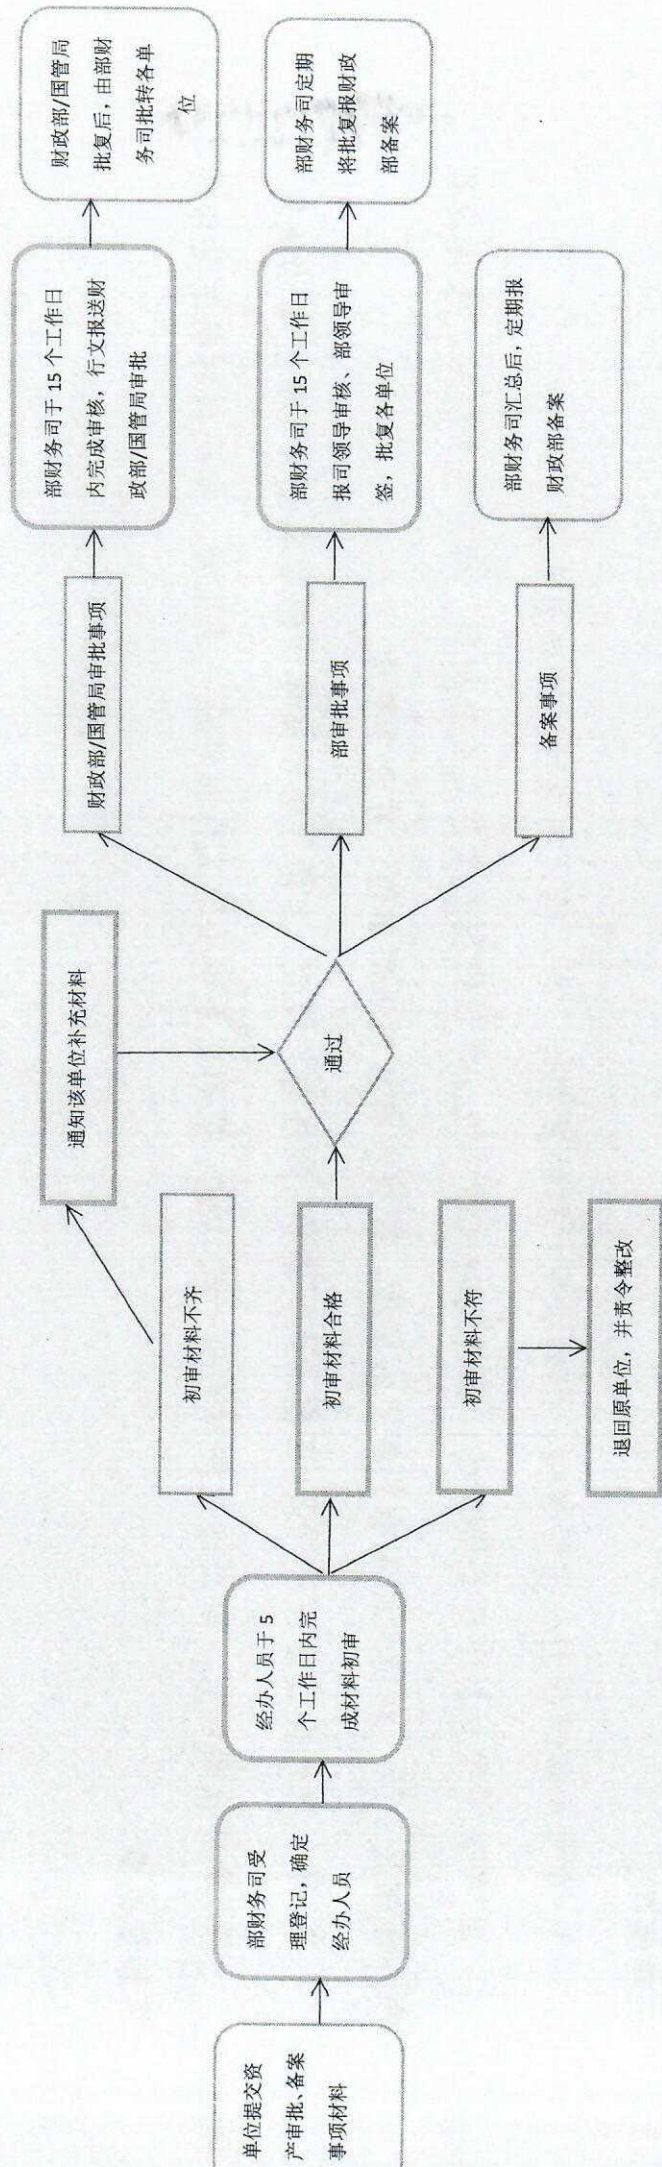 单位提交资
产审批、备案
事项材料
部财务司受
理登记，确定
经办人员
经办人员于 5
个工作日内完
成材料初审
初审材料不齐
初审材料合格
初审材料不符
通知该单位补充材料
退回原单位，并责令整改
通过
财政部/国管局审批事项
部审批事项
备案事项
部财务司于 15 个工作日
内完成审核，行文报送财
政部/国管局审批
部财务司于 15 个工作日
报司领导审核、部领导审
签，批复各单位
部财务司汇总后，定期报
财政部备案
财政部/国管局
批复后，由部财
务司批转各单
位
部财务司定期
将批复报财政
部备案